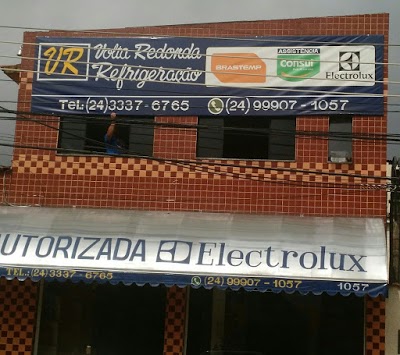 VR Volta Redonda
Refrigeração
BRASTEMP
ASSISTÊNCIA
Consul
Electrolux
Tel: (24) 3337-6765 (24) 99907-1057
UTORIZADA Electrolux
TEL.: (24) 3337-6765 (24) 99907-1057 1057